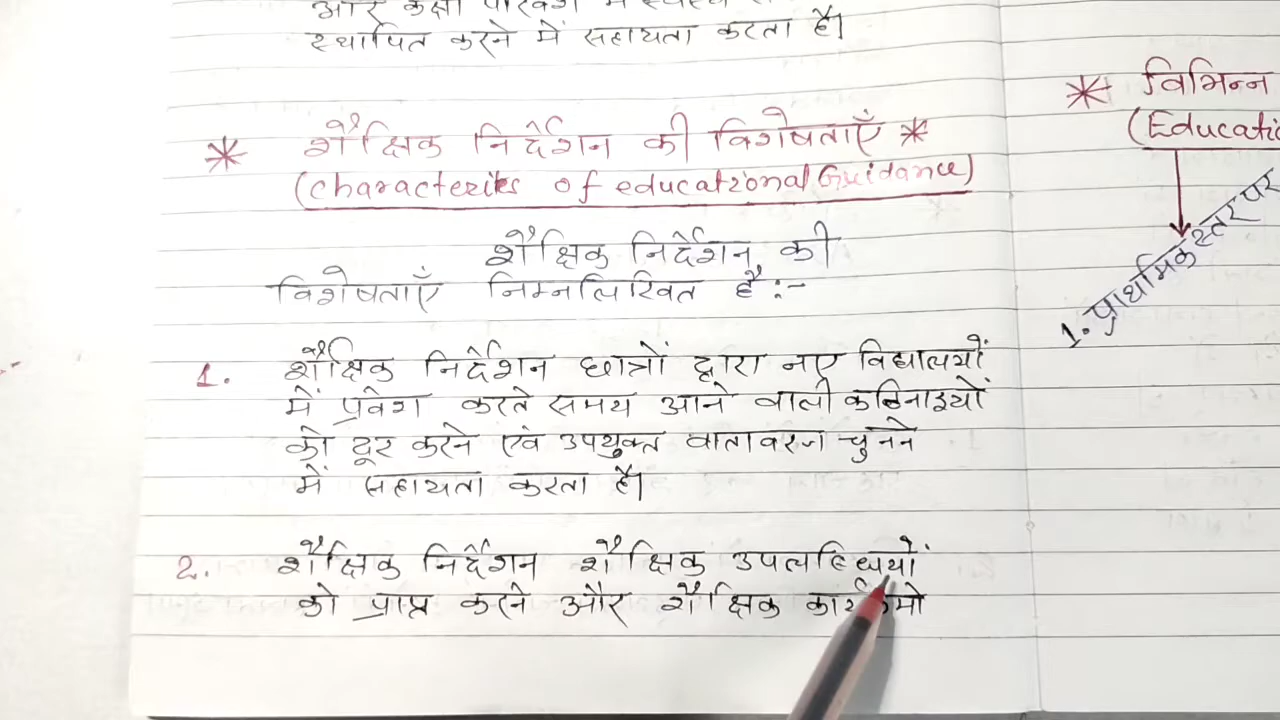 स्थापित करने में सहायता करता है।
* शैक्षिक निर्देशन की विशेषताएँ *
(characterits of educational Guidance)
शैक्षिक निर्देशन की
विशेषताएँ निम्नलिखित है :-
1. शैक्षिक निर्देशन छात्रों द्वारा नए विद्यालयों
में प्रवेश करते समय आने वाली कठिनाइयों
को दूर करने एवं उपयुक्त वातावरण चुनने
में सहायता करता है।
2. शैक्षिक निर्देशन शैक्षिक उपलब्धियों
को प्राप्त करने और शैक्षिक कार्यक्रमो
* विभिन्न
(Educati
1. प्राथमिक स्तर पर